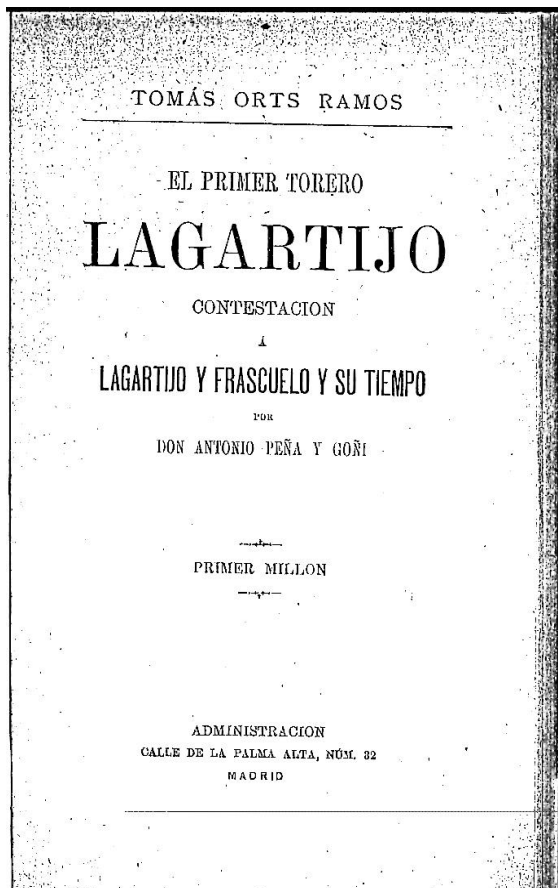 TOMÁS ORTS RAMOS
EL PRIMER TORERO
LAGARTIJO
CONTESTACION
Á
LAGARTIJO Y FRASCUELO Y SU TIEMPO
POR
DON ANTONIO PEÑA Y GOÑI
PRIMER MILLON
ADMINISTRACION
CALLE DE LA PALMA ALTA, NÚM. 32
MADRID